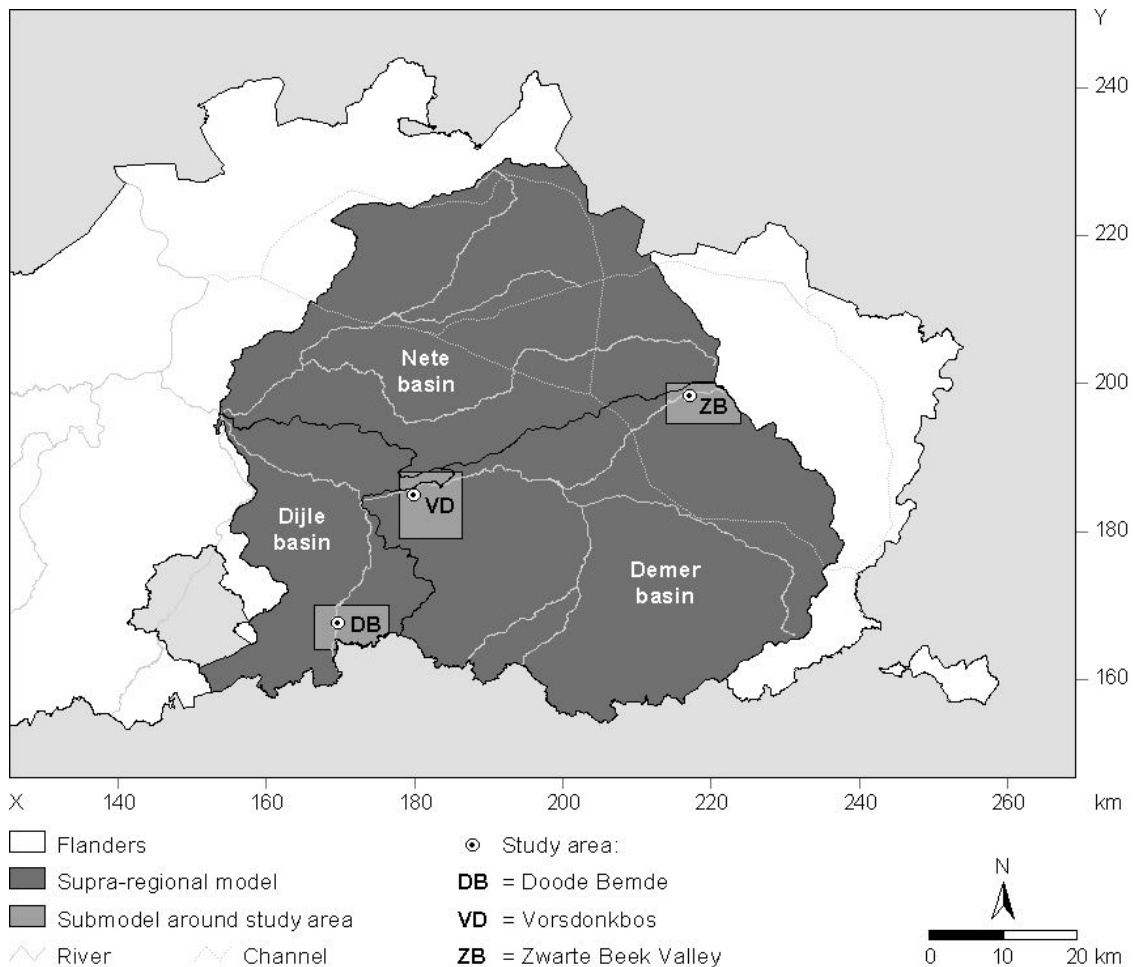 Y
240
220
200
180
160
Nete
basin
ZB
VD
Dijle
basin
Demer
basin
DB
X 140 160 180 200 220 240 260 km
Flanders
Supra-regional model
Submodel around study area
River Channel
Study area:
DB = Doode Bemde
VD = Vorsdonkbos
ZB = Zwarte Beek Valley
N
0 10 20 km